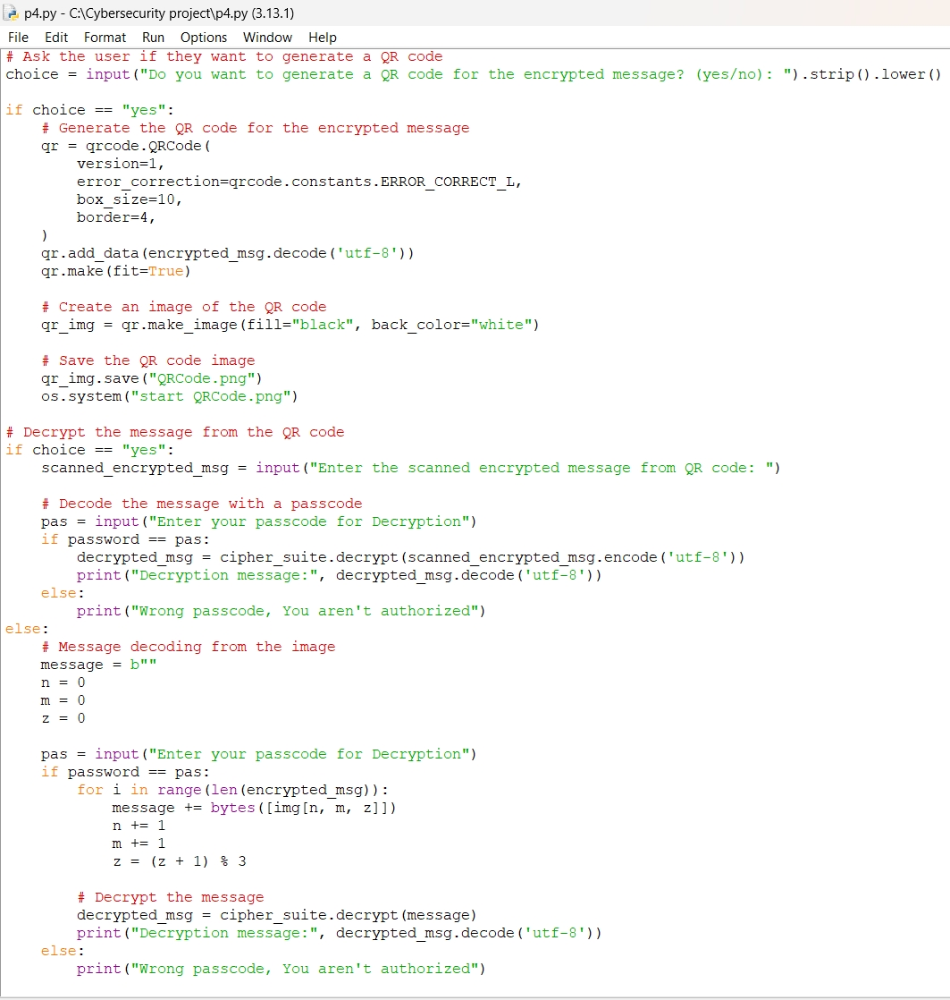 p4.py - C:\Cybersecurity project\p4.py (3.13.1)
File Edit Format Run Options Window Help
# Ask the user if they want to generate a QR code
choice = input("Do you want to generate a QR code for the encrypted message? (yes/no): ").strip().lower()

if choice == "yes":
    # Generate the QR code for the encrypted message
    qr = qrcode.QRCode(
        version=1,
        error_correction=qrcode.constants.ERROR_CORRECT_L,
        box_size=10,
        border=4,
    )
    qr.add_data(encrypted_msg.decode('utf-8'))
    qr.make(fit=True)

    # Create an image of the QR code
    qr_img = qr.make_image(fill="black", back_color="white")

    # Save the QR code image
    qr_img.save("QRCode.png")
    os.system("start QRCode.png")

# Decrypt the message from the QR code
if choice == "yes":
    scanned_encrypted_msg = input("Enter the scanned encrypted message from QR code: ")

    # Decode the message with a passcode
    pas = input("Enter your passcode for Decryption")
    if password == pas:
        decrypted_msg = cipher_suite.decrypt(scanned_encrypted_msg.encode('utf-8'))
        print("Decryption message:", decrypted_msg.decode('utf-8'))
    else:
        print("Wrong passcode, You aren't authorized")
else:
    # Message decoding from the image
    message = b""
    n = 0
    m = 0
    z = 0

    pas = input("Enter your passcode for Decryption")
    if password == pas:
        for i in range(len(encrypted_msg)):
            message += bytes([img[n, m, z]])
            n += 1
            m += 1
            z = (z + 1) % 3

        # Decrypt the message
        decrypted_msg = cipher_suite.decrypt(message)
        print("Decryption message:", decrypted_msg.decode('utf-8'))
    else:
        print("Wrong passcode, You aren't authorized")